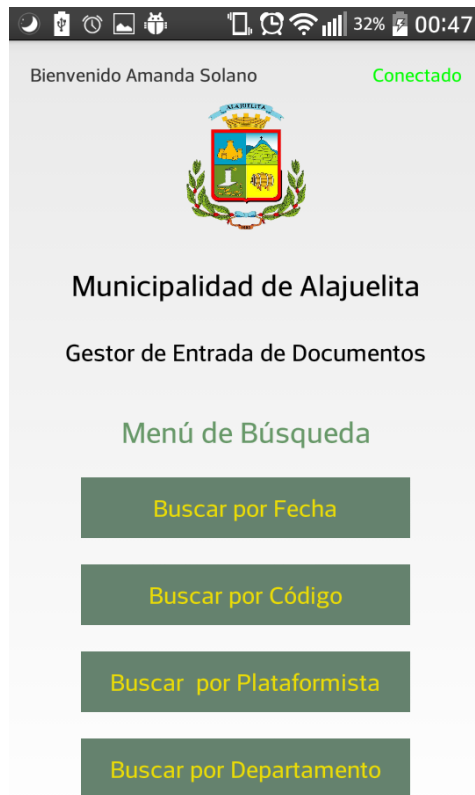 32% 00:47
Bienvenido Amanda Solano Conectado
ALAJUELITA
Municipalidad de Alajuelita
Gestor de Entrada de Documentos
Menú de Búsqueda
Buscar por Fecha
Buscar por Código
Buscar  por Plataformista
Buscar por Departamento